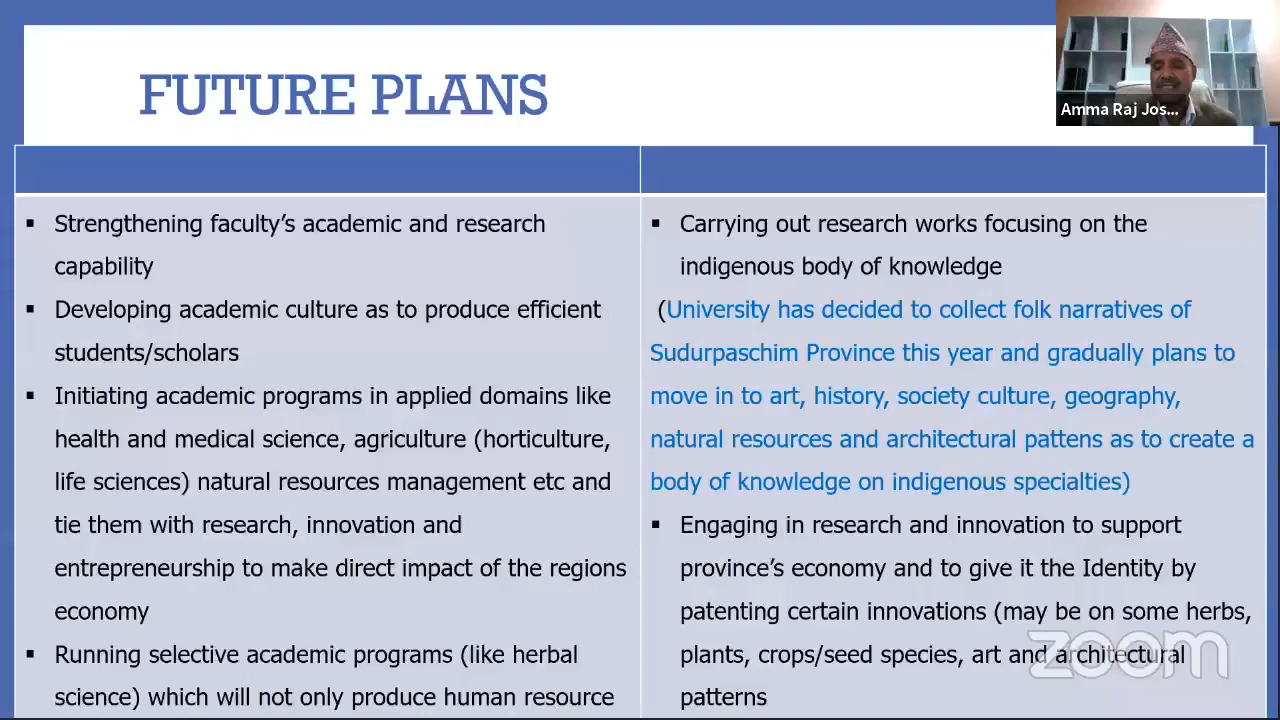 FUTURE PLANS
Amma Raj Jos...
▪ Strengthening faculty's academic and research
capability
▪ Developing academic culture as to produce efficient
students/scholars
▪ Initiating academic programs in applied domains like
health and medical science, agriculture (horticulture,
life sciences) natural resources management etc and
tie them with research, innovation and
entrepreneurship to make direct impact of the regions
economy
▪ Running selective academic programs (like herbal
science) which will not only produce human resource
▪ Carrying out research works focusing on the
indigenous body of knowledge
(University has decided to collect folk narratives of
Sudurpaschim Province this year and gradually plans to
move in to art, history, society culture, geography,
natural resources and architectural pattens as to create a
body of knowledge on indigenous specialties)
▪ Engaging in research and innovation to support
province's economy and to give it the Identity by
patenting certain innovations (may be on some herbs,
plants, crops/seed species, art and architectural
patterns
zoom